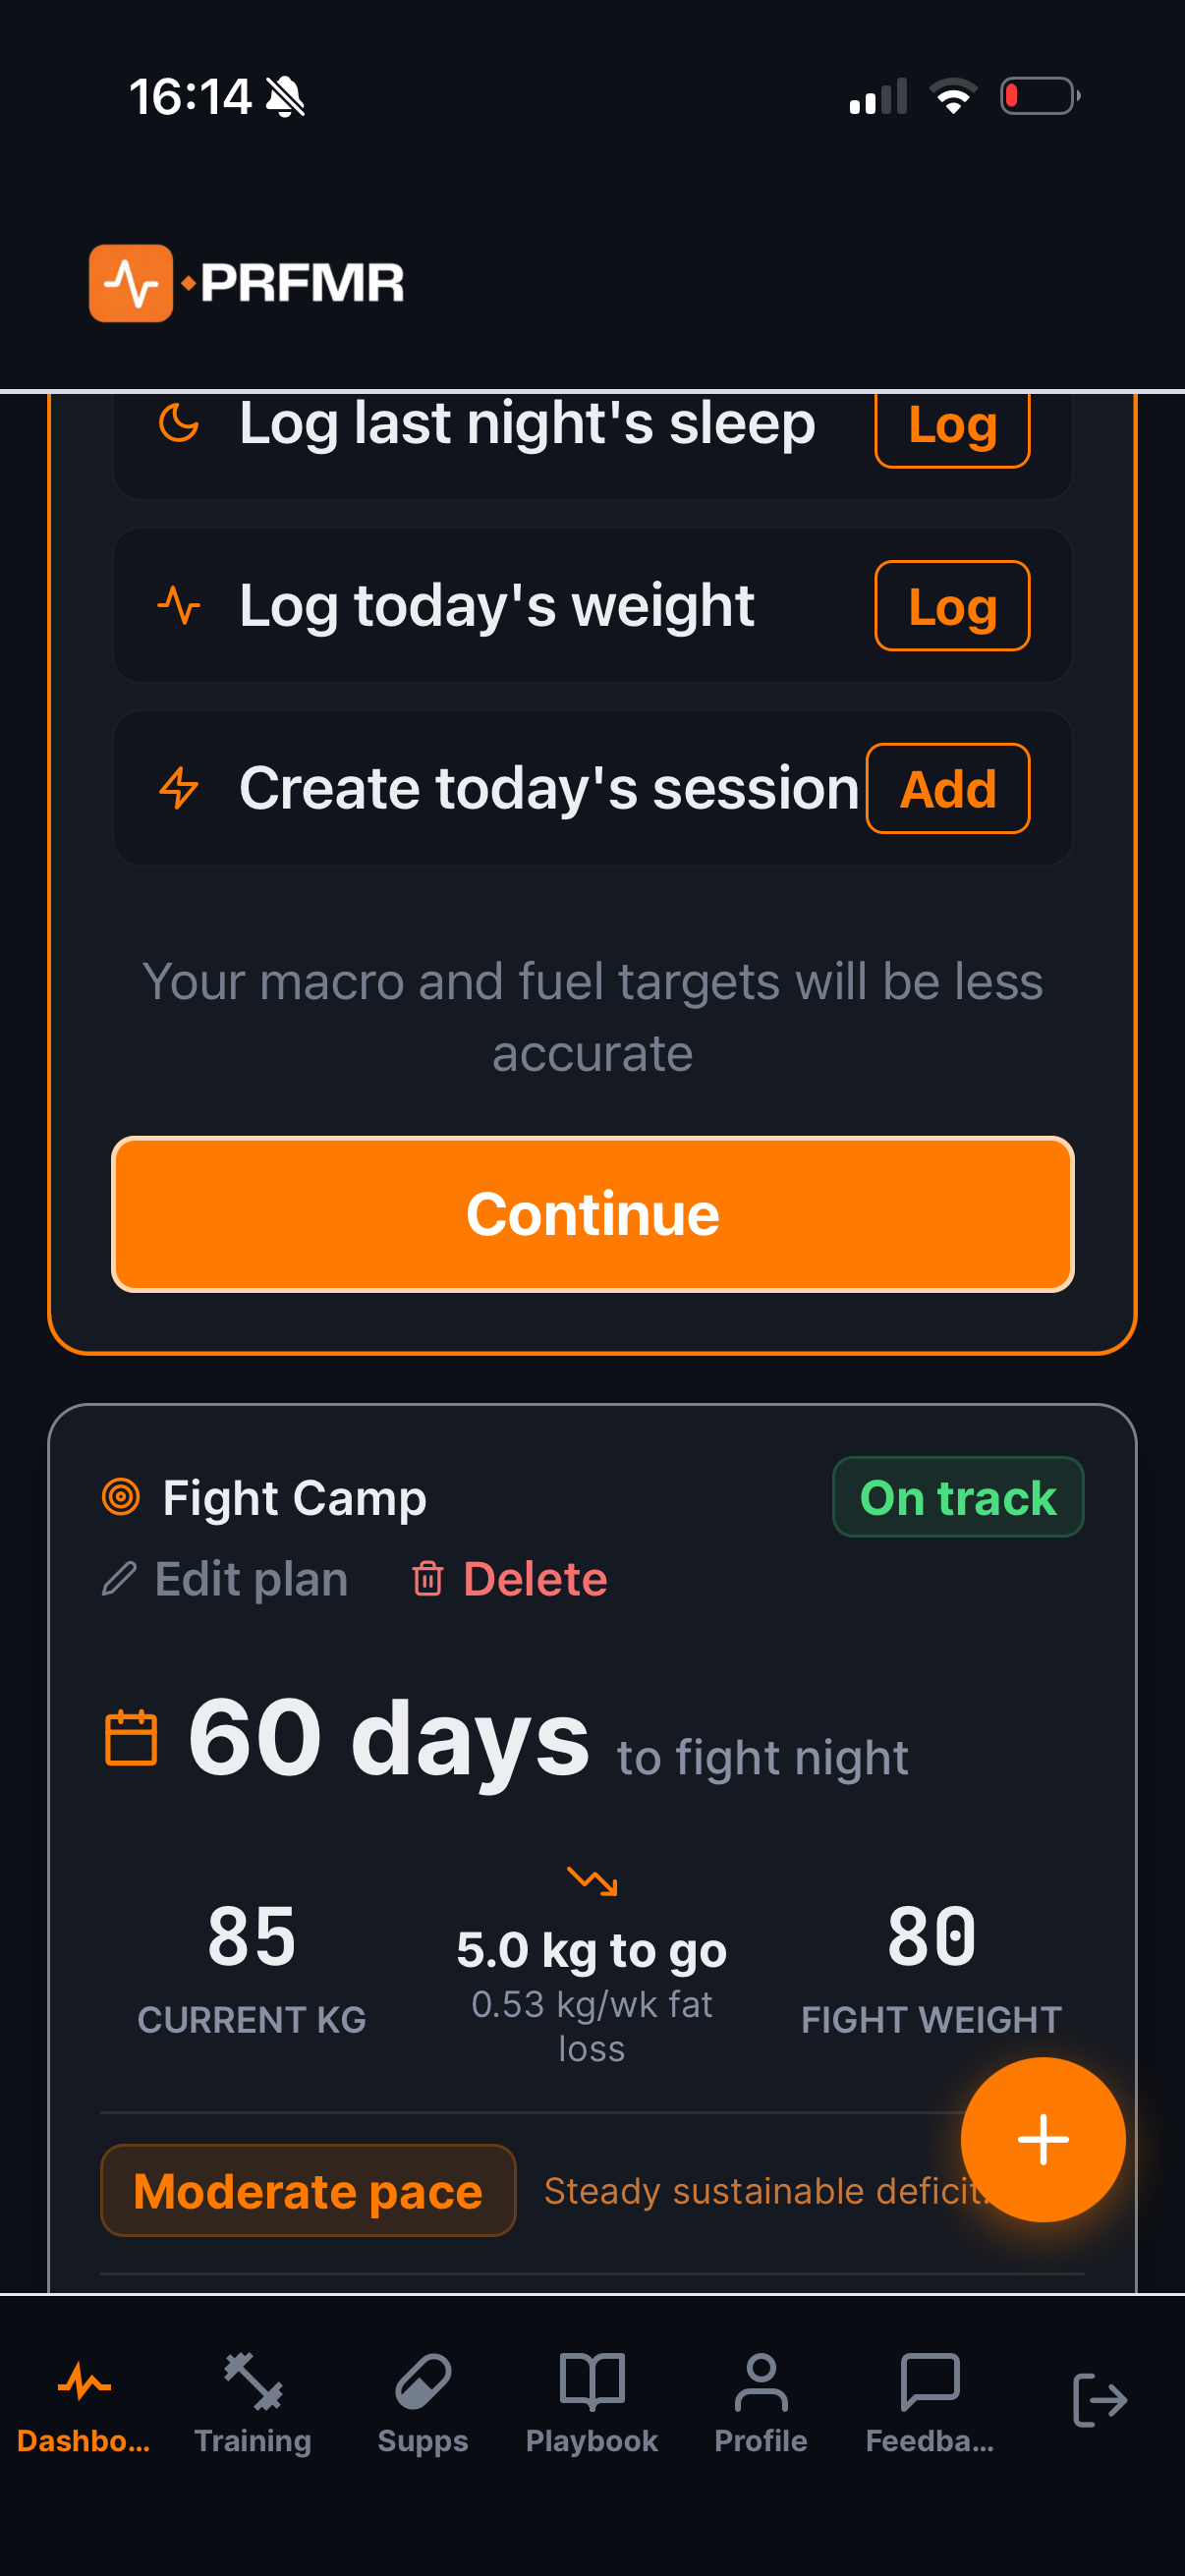 16:14
PRFMR
Log last night's sleep Log
Log today's weight Log
Create today's session Add
Your macro and fuel targets will be less
accurate
Continue
Fight Camp On track
Edit plan Delete
60 days to fight night
85 5.0 kg to go 80
CURRENT KG 0.53 kg/wk fat FIGHT WEIGHT
loss
Moderate pace Steady sustainable deficit.
Dashbo... Training Supps Playbook Profile Feedba...